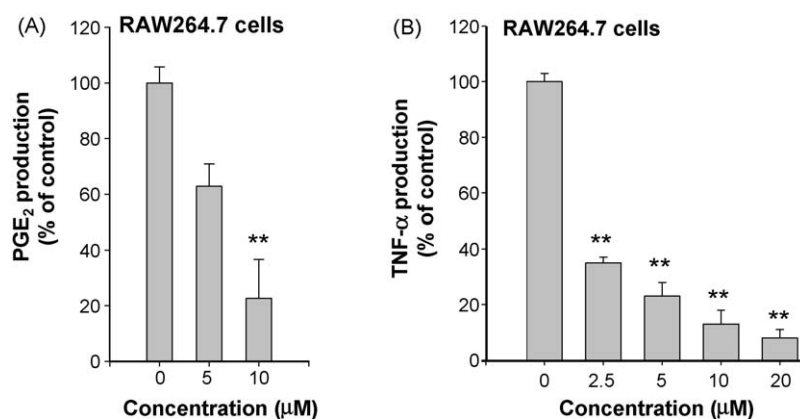 (A) RAW264.7 cells
PGE₂ production
(% of control)
120
100
80
60
40
20
0
**
0 5 10
Concentration (μM)
(B) RAW264.7 cells
TNF-α production
(% of control)
120
100
80
60
40
20
0
**
**
**
**
0 2.5 5 10 20
Concentration (μM)